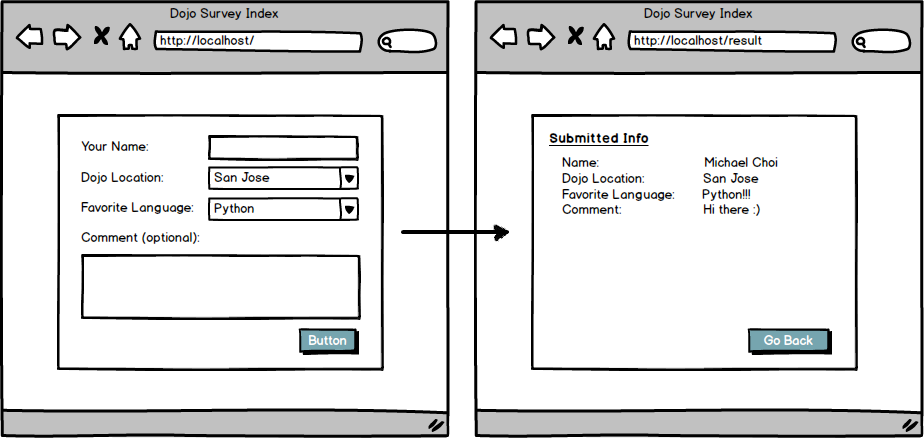 Dojo Survey Index
http://localhost/
Your Name:
Dojo Location: San Jose
Favorite Language: Python
Comment (optional):
Button
Dojo Survey Index
http://localhost/result
Submitted Info
Name: Michael Choi
Dojo Location: San Jose
Favorite Language: Python!!!
Comment: Hi there :)
Go Back